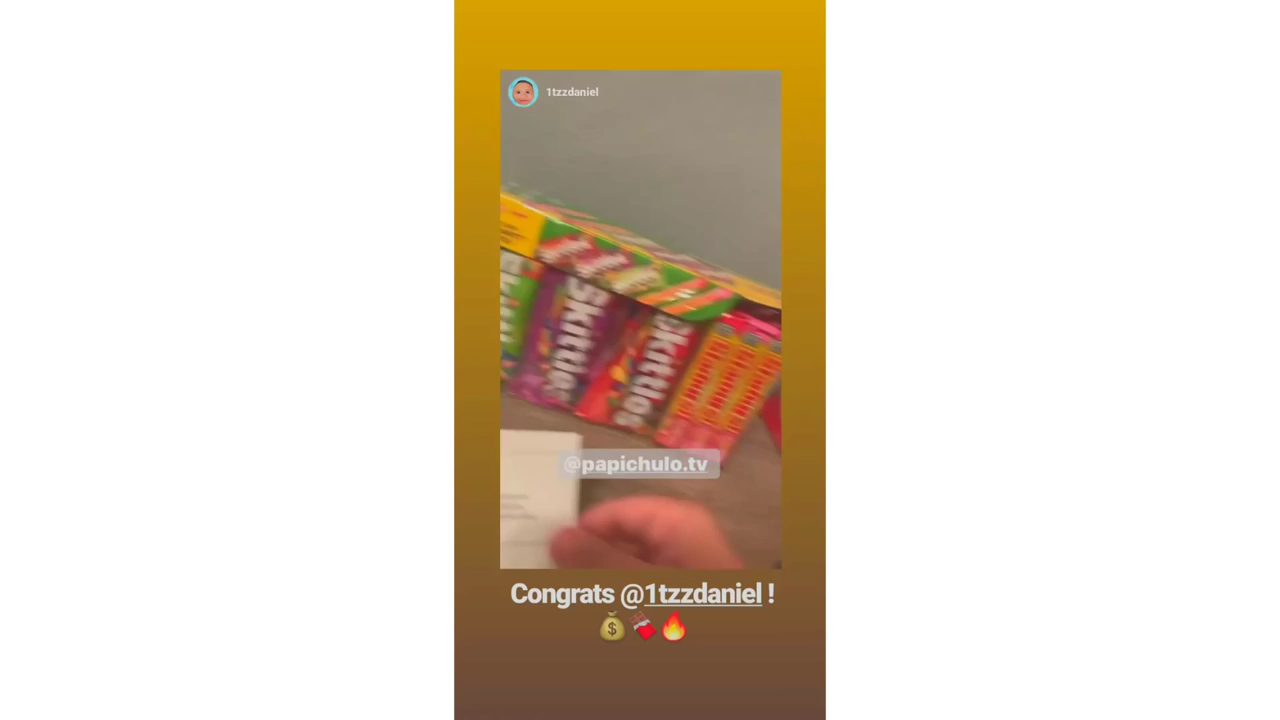 1tzzdaniel
Skittles
Skittles
@papichulo.tv
Congrats @1tzzdaniel !